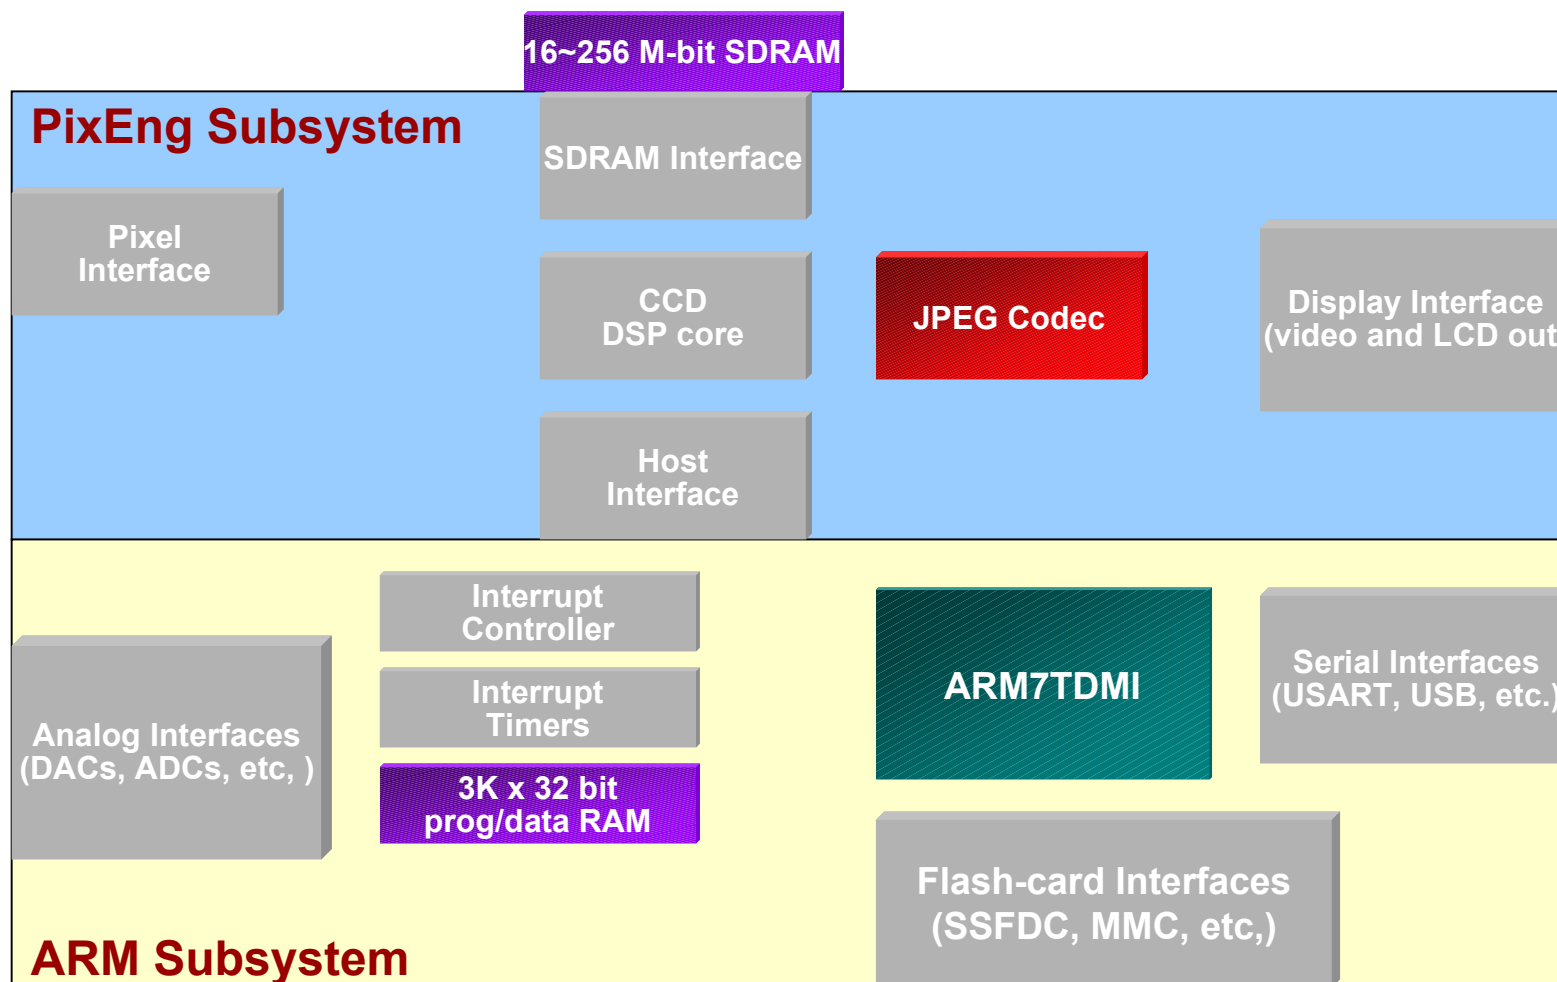 16~256 M-bit SDRAM
PixEng Subsystem
SDRAM Interface
Pixel
Interface
CCD
DSP core
JPEG Codec
Display Interface
(video and LCD out
Host
Interface
Interrupt
Controller
ARM7TDMI
Serial Interfaces
(USART, USB, etc.)
Interrupt
Timers
Analog Interfaces
(DACs, ADCs, etc, )
3K x 32 bit
prog/data RAM
Flash-card Interfaces
(SSFDC, MMC, etc,)
ARM Subsystem